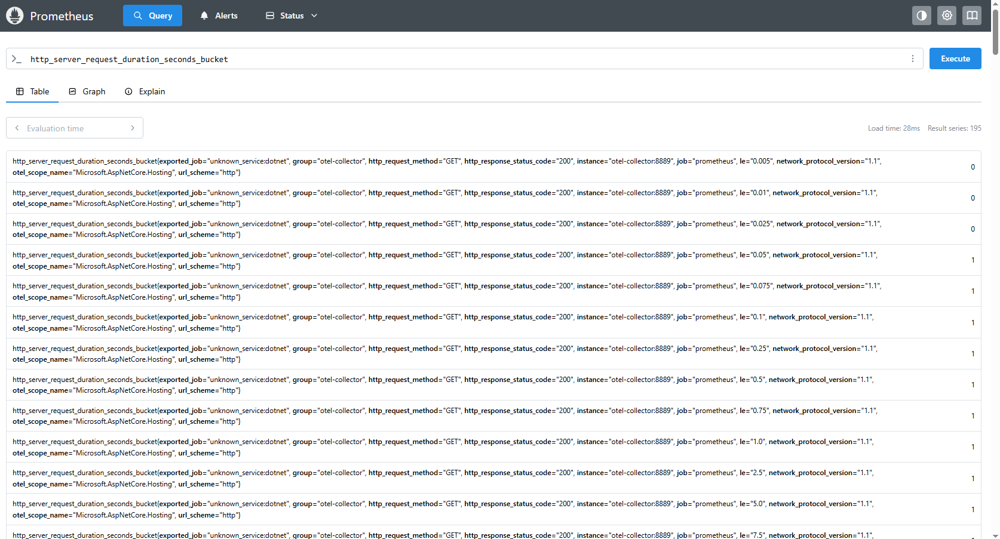 Prometheus
Query
Alerts
Status
http_server_request_duration_seconds_bucket
Execute
Table
Graph
Explain
Evaluation time
Load time: 28ms Result series: 195
http_server_request_duration_seconds_bucket{exported_job="unknown_service:dotnet", group="otel-collector", http_request_method="GET", http_response_status_code="200", instance="otel-collector:8889", job="prometheus", le="0.005", network_protocol_version="1.1",
otel_scope_name="Microsoft.AspNetCore.Hosting", url_scheme="http"}
0
http_server_request_duration_seconds_bucket{exported_job="unknown_service:dotnet", group="otel-collector", http_request_method="GET", http_response_status_code="200", instance="otel-collector:8889", job="prometheus", le="0.01", network_protocol_version="1.1",
otel_scope_name="Microsoft.AspNetCore.Hosting", url_scheme="http"}
0
http_server_request_duration_seconds_bucket{exported_job="unknown_service:dotnet", group="otel-collector", http_request_method="GET", http_response_status_code="200", instance="otel-collector:8889", job="prometheus", le="0.025", network_protocol_version="1.1",
otel_scope_name="Microsoft.AspNetCore.Hosting", url_scheme="http"}
0
http_server_request_duration_seconds_bucket{exported_job="unknown_service:dotnet", group="otel-collector", http_request_method="GET", http_response_status_code="200", instance="otel-collector:8889", job="prometheus", le="0.05", network_protocol_version="1.1",
otel_scope_name="Microsoft.AspNetCore.Hosting", url_scheme="http"}
1
http_server_request_duration_seconds_bucket{exported_job="unknown_service:dotnet", group="otel-collector", http_request_method="GET", http_response_status_code="200", instance="otel-collector:8889", job="prometheus", le="0.075", network_protocol_version="1.1",
otel_scope_name="Microsoft.AspNetCore.Hosting", url_scheme="http"}
1
http_server_request_duration_seconds_bucket{exported_job="unknown_service:dotnet", group="otel-collector", http_request_method="GET", http_response_status_code="200", instance="otel-collector:8889", job="prometheus", le="0.1", network_protocol_version="1.1",
otel_scope_name="Microsoft.AspNetCore.Hosting", url_scheme="http"}
1
http_server_request_duration_seconds_bucket{exported_job="unknown_service:dotnet", group="otel-collector", http_request_method="GET", http_response_status_code="200", instance="otel-collector:8889", job="prometheus", le="0.25", network_protocol_version="1.1",
otel_scope_name="Microsoft.AspNetCore.Hosting", url_scheme="http"}
1
http_server_request_duration_seconds_bucket{exported_job="unknown_service:dotnet", group="otel-collector", http_request_method="GET", http_response_status_code="200", instance="otel-collector:8889", job="prometheus", le="0.5", network_protocol_version="1.1",
otel_scope_name="Microsoft.AspNetCore.Hosting", url_scheme="http"}
1
http_server_request_duration_seconds_bucket{exported_job="unknown_service:dotnet", group="otel-collector", http_request_method="GET", http_response_status_code="200", instance="otel-collector:8889", job="prometheus", le="0.75", network_protocol_version="1.1",
otel_scope_name="Microsoft.AspNetCore.Hosting", url_scheme="http"}
1
http_server_request_duration_seconds_bucket{exported_job="unknown_service:dotnet", group="otel-collector", http_request_method="GET", http_response_status_code="200", instance="otel-collector:8889", job="prometheus", le="1.0", network_protocol_version="1.1",
otel_scope_name="Microsoft.AspNetCore.Hosting", url_scheme="http"}
1
http_server_request_duration_seconds_bucket{exported_job="unknown_service:dotnet", group="otel-collector", http_request_method="GET", http_response_status_code="200", instance="otel-collector:8889", job="prometheus", le="2.5", network_protocol_version="1.1",
otel_scope_name="Microsoft.AspNetCore.Hosting", url_scheme="http"}
1
http_server_request_duration_seconds_bucket{exported_job="unknown_service:dotnet", group="otel-collector", http_request_method="GET", http_response_status_code="200", instance="otel-collector:8889", job="prometheus", le="5.0", network_protocol_version="1.1",
otel_scope_name="Microsoft.AspNetCore.Hosting", url_scheme="http"}
1
http_server_request_duration_seconds_bucket{exported_job="unknown_service:dotnet", group="otel-collector", http_request_method="GET", http_response_status_code="200", instance="otel-collector:8889", job="prometheus", le="7.5", network_protocol_version="1.1",